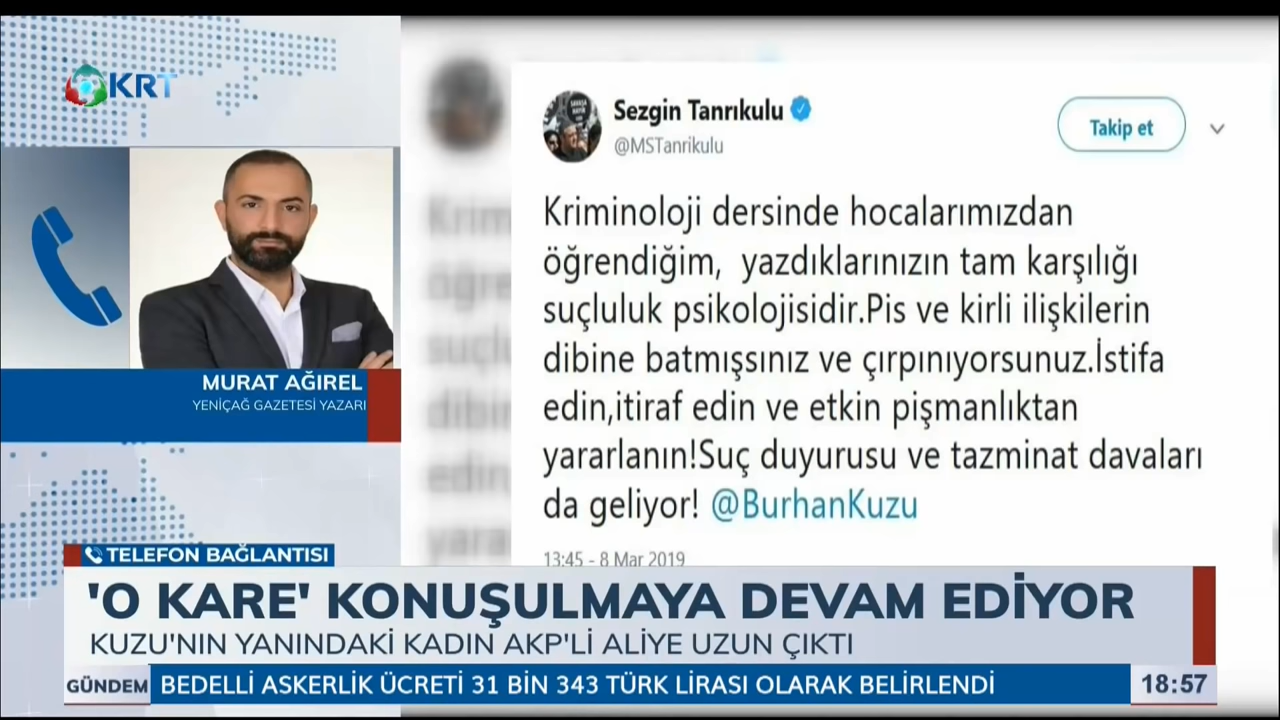 KRT
MURAT AĞIREL
YENİÇAĞ GAZETESİ YAZARI
Sezgin Tanrıkulu
@MSTanrikulu
Takip et
Kriminoloji dersinde hocalarımızdan
öğrendiğim, yazdıklarınızın tam karşılığı
suçluluk psikolojisidir.Pis ve kirli ilişkilerin
dibine batmışsınız ve çırpınıyorsunuz.İstifa
edin,itiraf edin ve etkin pişmanlıktan
yararlanın!Suç duyurusu ve tazminat davaları
da geliyor! @BurhanKuzu
13:45 - 8 Mar 2019
TELEFON BAĞLANTISI
'O KARE' KONUŞULMAYA DEVAM EDİYOR
KUZU'NIN YANINDAKİ KADIN AKP'Lİ ALİYE UZUN ÇIKTI
GÜNDEM BEDELLİ ASKERLİK ÜCRETİ 31 BİN 343 TÜRK LİRASI OLARAK BELİRLENDİ 18:57